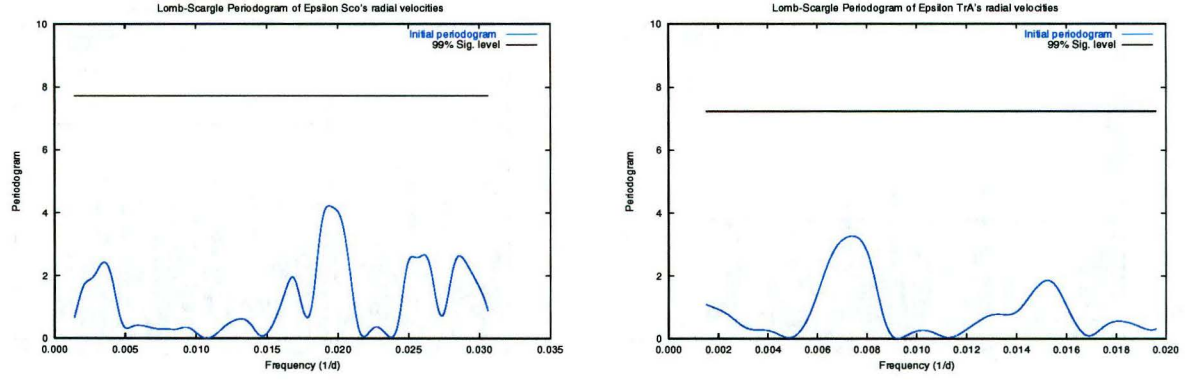 Lomb-Scargle Periodogram of Epsilon Sco's radial velocities
10
8
6
4
2
0
Periodogram
Initial periodogram
99% Sig. level
0.000 0.005 0.010 0.015 0.020 0.025 0.030 0.035
Frequency (1/d)
Lomb-Scargle Periodogram of Epsilon TrA's radial velocities
10
8
6
4
2
0
Periodogram
Initial periodogram
99% Sig. level
0.000 0.002 0.004 0.006 0.008 0.010 0.012 0.014 0.016 0.018 0.020
Frequency (1/d)